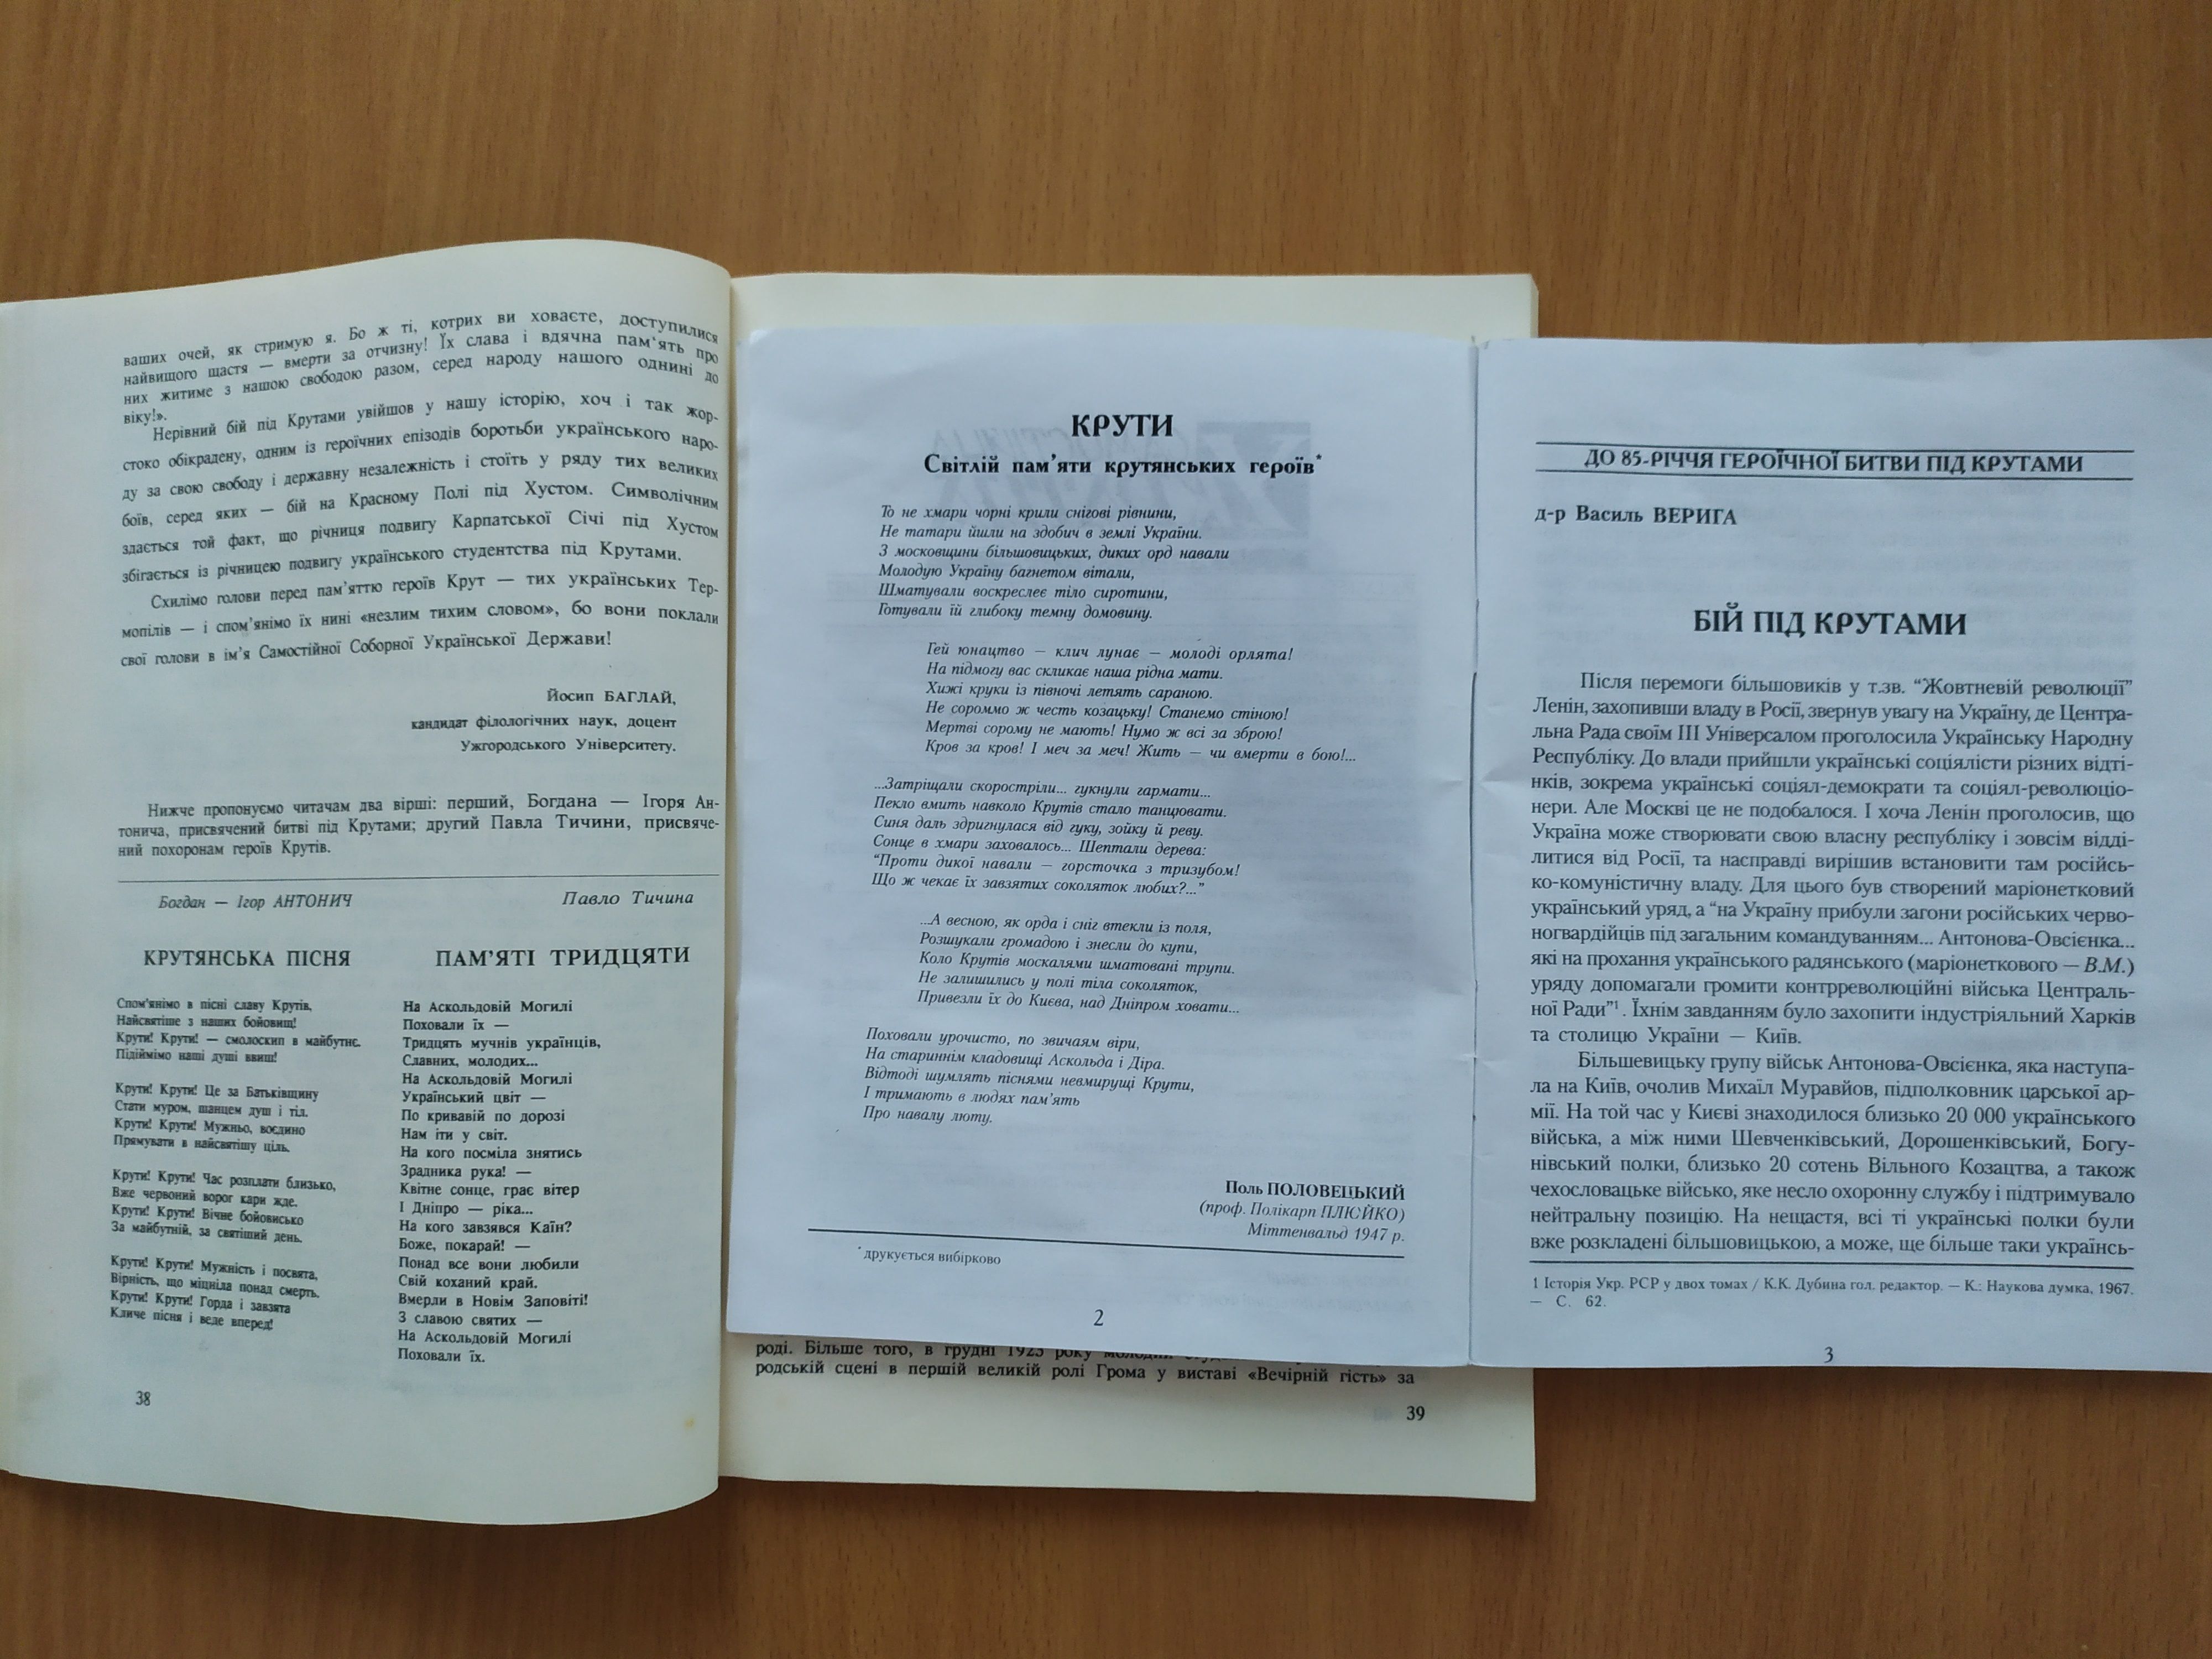 ваших очей, як стримую я. Бо ж ті, котрих ви ховаєте, доступилися
найвищого щастя — вмерти за отчизну! Їх слава і вдячна пам'ять про
них житиме з нашою свободою разом, серед народу нашого однині до
віку!».
Нерівний бій під Крутами увійшов у нашу історію, хоч і так жор-
стоко обікрадену, одним із героїчних епізодів боротьби українського наро-
ду за свою свободу і державну незалежність і стоїть у ряду тих великих
боїв, серед яких — бій на Красному Полі під Хустом. Символічним
здається той факт, що річниця подвигу Карпатської Січі під Хустом
збігається із річницею подвигу українського студентства під Крутами.
Схилімо голови перед пам'яттю героїв Крут — тих українських Тер-
мопілів — і спом'янімо їх нині «незлим тихим словом», бо вони поклали
свої голови в ім'я Самостійної Соборної Української Держави!
Йосип БАГЛАЙ,
кандидат філологічних наук, доцент
Ужгородського Університету.
Нижче пропонуємо читачам два вірші: перший, Богдана — Ігоря Ан-
тонича, присвячений битві під Крутами; другий Павла Тичини, присвяче-
ний похоронам героїв Крутів.
Богдан — Ігор АНТОНИЧ
КРУТЯНСЬКА ПІСНЯ
Спом'янімо в пісні славу Крутів,
Найсвятіше з наших бойовищ!
Крути! Крути! — смолоскип в майбутнє.
Підіймімо наші душі ввиш!
Крути! Крути! Це за Батьківщину
Стати муром, шанцем душ і тіл.
Крути! Крути! Мужньо, воєдино
Прямувати в найсвятішу ціль.
Крути! Крути! Час розплати близько,
Вже червоний ворог кари жде.
Крути! Крути! Вічне бойовисько
За майбутній, за святіший день.
Крути! Крути! Мужність і посвята,
Вірність, що міцніла понад смерть.
Крути! Крути! Горда і завзята
Кличе пісня і веде вперед!
Павло Тичина
ПАМ'ЯТІ ТРИДЦЯТИ
На Аскольдовій Могилі
Поховали їх —
Тридцять мучнів українців,
Славних, молодих...
На Аскольдовій Могилі
Український цвіт —
По кривавій по дорозі
Нам іти у світ.
На кого посміла знятись
Зрадника рука! —
Квітне сонце, грає вітер
І Дніпро — ріка...
На кого завзявся Каїн?
Боже, покарай! —
Понад все вони любили
Свій коханий край.
Вмерли в Новім Заповіті!
З славою святих —
На Аскольдовій Могилі
Поховали їх.
38
КРУТИ
Світлій пам'яти крутянських героїв*
То не хмари чорні крили снігові рівнини,
Не татари йшли на здобич в землі України.
З московщини більшовицьких, диких орд навали
Молодую Україну багнетом вітали,
Шматували воскреслеє тіло сиротини,
Готували їй глибоку темну домовину.
Гей юнацтво — клич лунає — молоді орлята!
На підмогу вас скликає наша рідна мати.
Хижі круки із півночі летять сараною.
Не сороммо ж честь козацьку! Станемо стіною!
Мертві сорому не мають! Нумо ж всі за зброю!
Кров за кров! І меч за меч! Жить — чи вмерти в бою!...
...Затріщали скоростріли... гукнули гармати...
Пекло вмить навколо Крутів стало танцювати.
Синя даль здригнулася від гуку, зойку й реву.
Сонце в хмари заховалось... Шептали дерева:
“Проти дикої навали — горсточка з тризубом!
Що ж чекає їх завзятих соколяток любих?...”
...А весною, як орда і сніг втекли із поля,
Розшукали громадою і знесли до купи,
Коло Крутів москалями шматовані трупи.
Не залишились у полі тіла соколяток,
Привезли їх до Києва, над Дніпром ховати...
Поховали урочисто, по звичаям віри,
На стариннім кладовищі Аскольда і Діра.
Відтоді шумлять піснями невмирущі Крути,
І тримають в людях пам'ять
Про навалу люту.
Поль ПОЛОВЕЦЬКИЙ
(проф. Полікарп ПЛЮЙКО)
Міттенвальд 1947 р.
* друкується вибірково
2
роді. Більше того, в грудні 1925 року
родській сцені в першій великій ролі Грома у виставі «Вечірній гість» за
39
ДО 85-РІЧЧЯ ГЕРОЇЧНОЇ БИТВИ ПІД КРУТАМИ
д-р Василь ВЕРИГА
БІЙ ПІД КРУТАМИ
Після перемоги більшовиків у т.зв. “Жовтневій революції”
Ленін, захопивши владу в Росії, звернув увагу на Україну, де Центра-
льна Рада своїм III Універсалом проголосила Українську Народну
Республіку. До влади прийшли українські соціялісти різних відті-
нків, зокрема українські соціял-демократи та соціял-революціо-
нери. Але Москві це не подобалося. І хоча Ленін проголосив, що
Україна може створювати свою власну республіку і зовсім відді-
литися від Росії, та насправді вирішив встановити там російсь-
ко-комуністичну владу. Для цього був створений маріонетковий
український уряд, а “на Україну прибули загони російських черво-
ногвардійців під загальним командуванням... Антонова-Овсієнка...
які на прохання українського радянського (маріонеткового — В.М.)
уряду допомагали громити контрреволюційні війська Централь-
ної Ради”1. Їхнім завданням було захопити індустріяльний Харків
та столицю України — Київ.
Більшевицьку групу військ Антонова-Овсієнка, яка наступа-
ла на Київ, очолив Михаїл Муравйов, підполковник царської ар-
мії. На той час у Києві знаходилося близько 20 000 українського
війська, а між ними Шевченківський, Дорошенківський, Богу-
нівський полки, близько 20 сотень Вільного Козацтва, а також
чехословацьке військо, яке несло охоронну службу і підтримувало
нейтральну позицію. На нещастя, всі ті українські полки були
вже розкладені більшовицькою, а може, ще більше таки українсь-
1 Історія Укр. РСР у двох томах / К.К. Дубина гол. редактор. — К.: Наукова думка, 1967.
— С. 62.
3